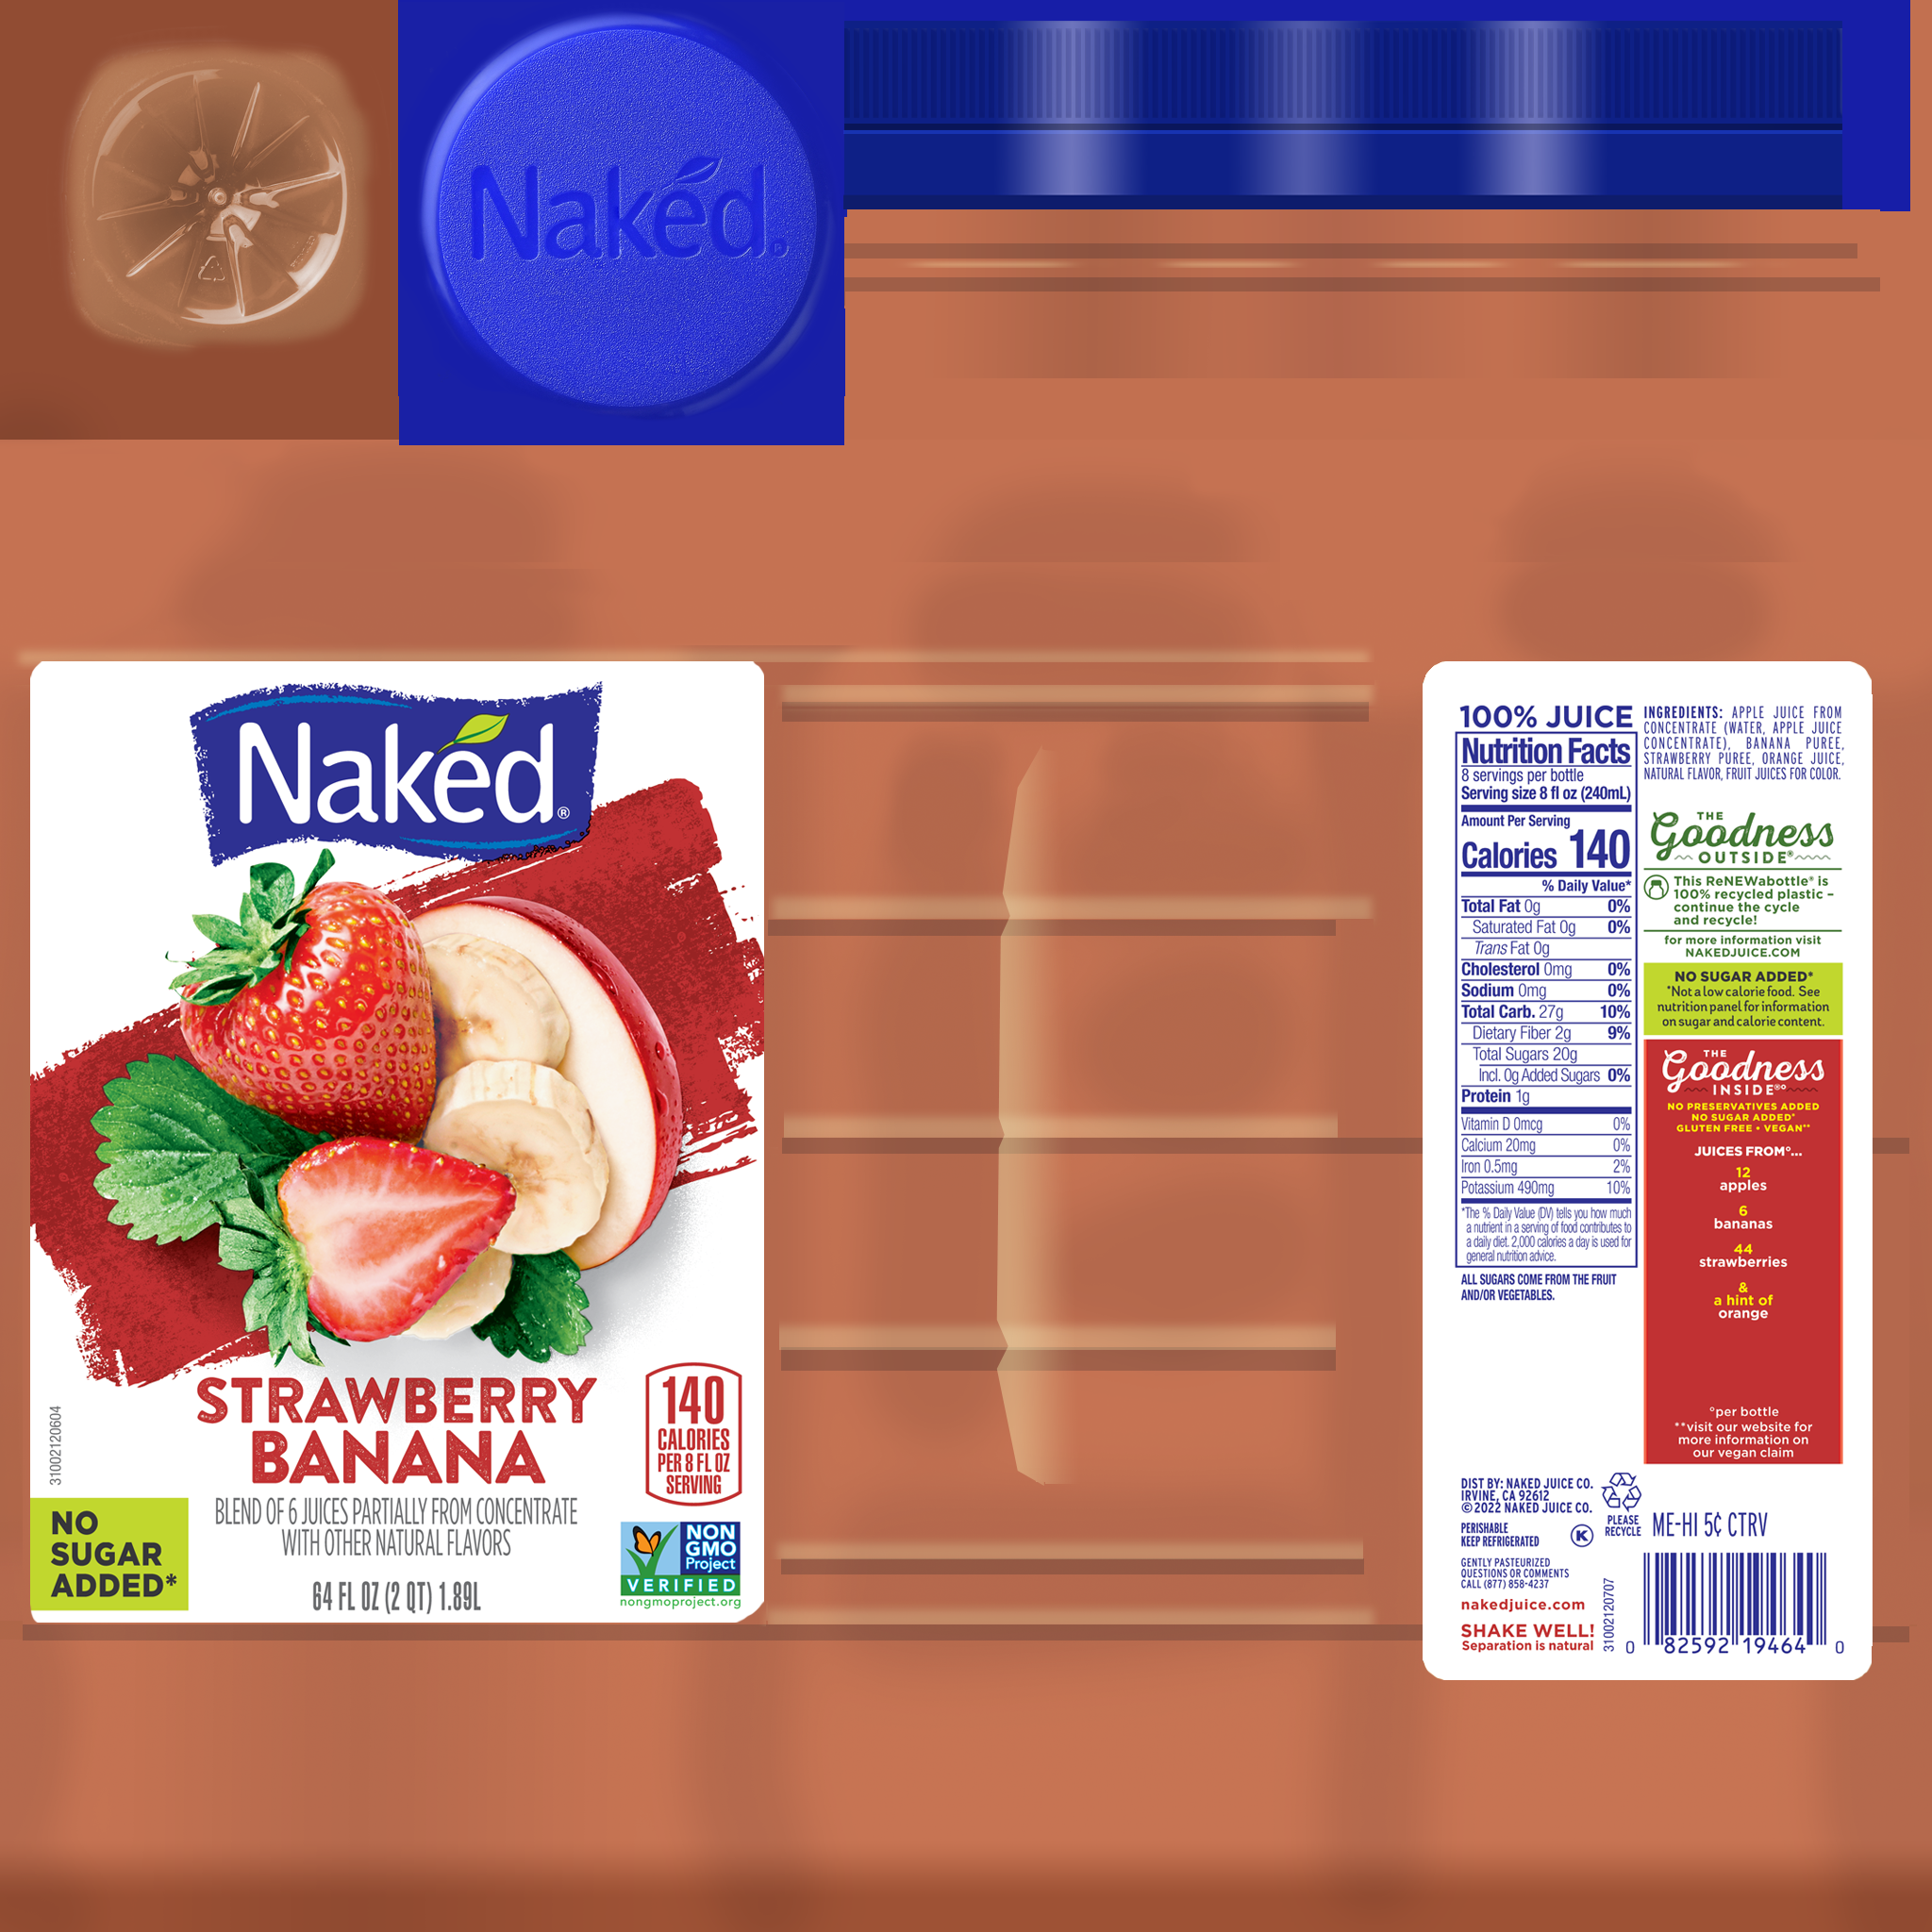 Naked®
Naked®
STRAWBERRY
BANANA
BLEND OF 6 JUICES PARTIALLY FROM CONCENTRATE
WITH OTHER NATURAL FLAVORS
64 FL OZ (2 QT) 1.89L
31002120604
NO
SUGAR
ADDED*
140
CALORIES
PER 8 FL OZ
SERVING
NON
GMO
Project
VERIFIED
nongmoproject.org
100% JUICE
Nutrition Facts
8 servings per bottle
Serving size 8 fl oz (240mL)
Amount Per Serving
Calories 140
% Daily Value*
Total Fat 0g 0%
Saturated Fat 0g 0%
Trans Fat 0g
Cholesterol 0mg 0%
Sodium 0mg 0%
Total Carb. 27g 10%
Dietary Fiber 2g 9%
Total Sugars 20g
Incl. 0g Added Sugars 0%
Protein 1g
Vitamin D 0mcg 0%
Calcium 20mg 0%
Iron 0.5mg 2%
Potassium 490mg 10%
*The % Daily Value (DV) tells you how much
a nutrient in a serving of food contributes to
a daily diet. 2,000 calories a day is used for
general nutrition advice.
ALL SUGARS COME FROM THE FRUIT
AND/OR VEGETABLES.
INGREDIENTS: APPLE JUICE FROM
CONCENTRATE (WATER, APPLE JUICE
CONCENTRATE), BANANA PUREE,
STRAWBERRY PUREE, ORANGE JUICE,
NATURAL FLAVOR, FRUIT JUICES FOR COLOR.
THE
Goodness
OUTSIDE®
This ReNEWabottle® is
100% recycled plastic –
continue the cycle
and recycle!
for more information visit
NAKEDJUICE.COM
NO SUGAR ADDED*
*Not a low calorie food. See
nutrition panel for information
on sugar and calorie content.
THE
Goodness
INSIDE®°
NO PRESERVATIVES ADDED
NO SUGAR ADDED*
GLUTEN FREE • VEGAN**
JUICES FROM°...
12
apples
6
bananas
44
strawberries
&
a hint of
orange
°per bottle
**visit our website for
more information on
our vegan claim
DIST BY: NAKED JUICE CO.
IRVINE, CA 92612
© 2022 NAKED JUICE CO.
PERISHABLE
KEEP REFRIGERATED
K
GENTLY PASTEURIZED
QUESTIONS OR COMMENTS
CALL (877) 858-4237
nakedjuice.com
SHAKE WELL!
Separation is natural
PLEASE
RECYCLE
ME-HI 5¢ CTRV
31002120707
0 82592 19464 0